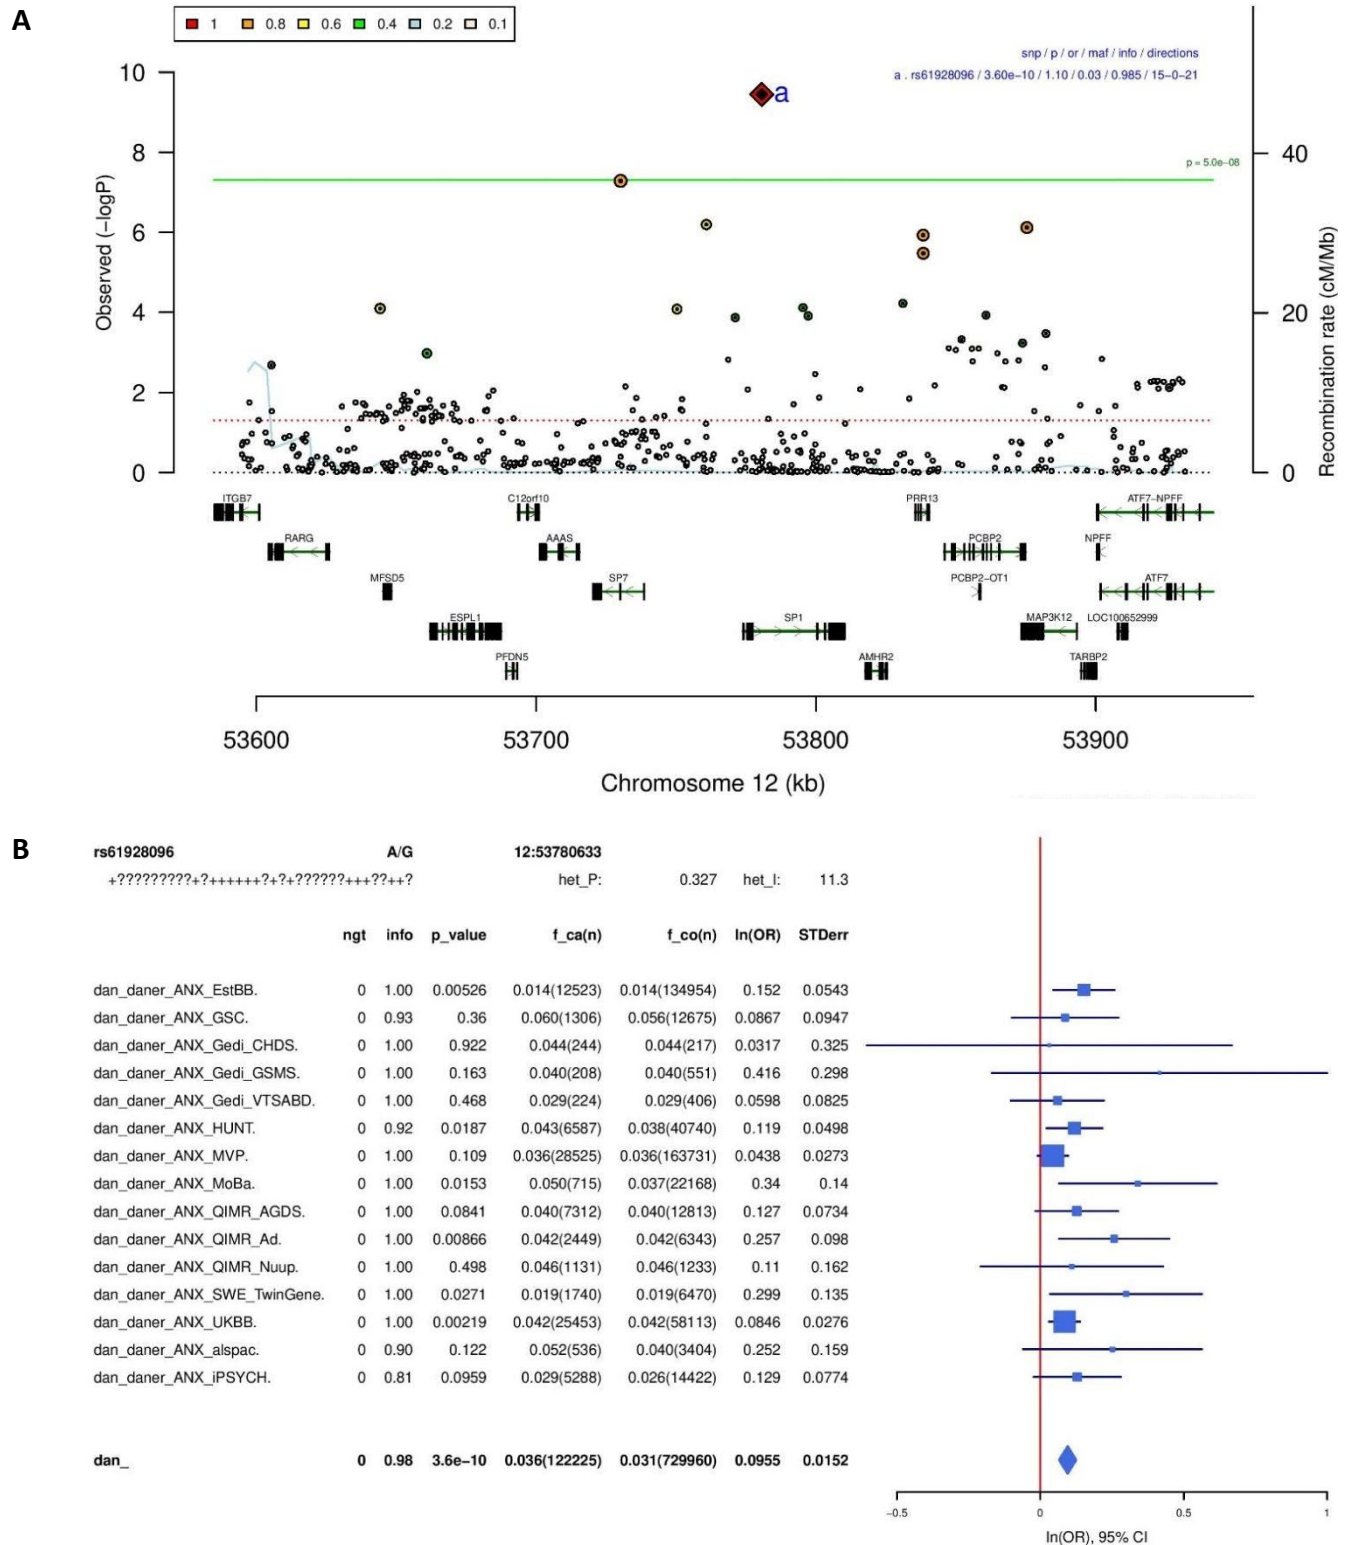 A
1 0.8 0.6 0.4 0.2 0.1
snp / p / or / maf / info / directions
a . rs61928096 / 3.60e−10 / 1.10 / 0.03 / 0.985 / 15−0−21
a
p = 5.0e−08
10
8
6
4
2
0
Observed (−logP)
40
20
0
Recombination rate (cM/Mb)
ITGB7 C12orf10 PRR13 ATF7−NPFF
RARG AAAS PCBP2 NPFF
MFSD5 SP7 PCBP2−OT1 ATF7
ESPL1 SP1 MAP3K12 LOC100652999
PFDN5 AMHR2 TARBP2
53600 53700 53800 53900
Chromosome 12 (kb)
B
rs61928096 A/G 12:53780633
+?????????+?++++++?+?+??????+++??++? het_P: 0.327 het_I: 11.3
ngt info p_value f_ca(n) f_co(n) ln(OR) STDerr
dan_daner_ANX_EstBB. 0 1.00 0.00526 0.014(12523) 0.014(134954) 0.152 0.0543
dan_daner_ANX_GSC. 0 0.93 0.36 0.060(1306) 0.056(12675) 0.0867 0.0947
dan_daner_ANX_Gedi_CHDS. 0 1.00 0.922 0.044(244) 0.044(217) 0.0317 0.325
dan_daner_ANX_Gedi_GSMS. 0 1.00 0.163 0.040(208) 0.040(551) 0.416 0.298
dan_daner_ANX_Gedi_VTSABD. 0 1.00 0.468 0.029(224) 0.029(406) 0.0598 0.0825
dan_daner_ANX_HUNT. 0 0.92 0.0187 0.043(6587) 0.038(40740) 0.119 0.0498
dan_daner_ANX_MVP. 0 1.00 0.109 0.036(28525) 0.036(163731) 0.0438 0.0273
dan_daner_ANX_MoBa. 0 1.00 0.0153 0.050(715) 0.037(22168) 0.34 0.14
dan_daner_ANX_QIMR_AGDS. 0 1.00 0.0841 0.040(7312) 0.040(12813) 0.127 0.0734
dan_daner_ANX_QIMR_Ad. 0 1.00 0.00866 0.042(2449) 0.042(6343) 0.257 0.098
dan_daner_ANX_QIMR_Nuup. 0 1.00 0.498 0.046(1131) 0.046(1233) 0.11 0.162
dan_daner_ANX_SWE_TwinGene. 0 1.00 0.0271 0.019(1740) 0.019(6470) 0.299 0.135
dan_daner_ANX_UKBB. 0 1.00 0.00219 0.042(25453) 0.042(58113) 0.0846 0.0276
dan_daner_ANX_alspac. 0 0.90 0.122 0.052(536) 0.040(3404) 0.252 0.159
dan_daner_ANX_iPSYCH. 0 0.81 0.0959 0.029(5288) 0.026(14422) 0.129 0.0774
dan_ 0 0.98 3.6e−10 0.036(122225) 0.031(729960) 0.0955 0.0152
−0.5 0 0.5 1
ln(OR), 95% CI